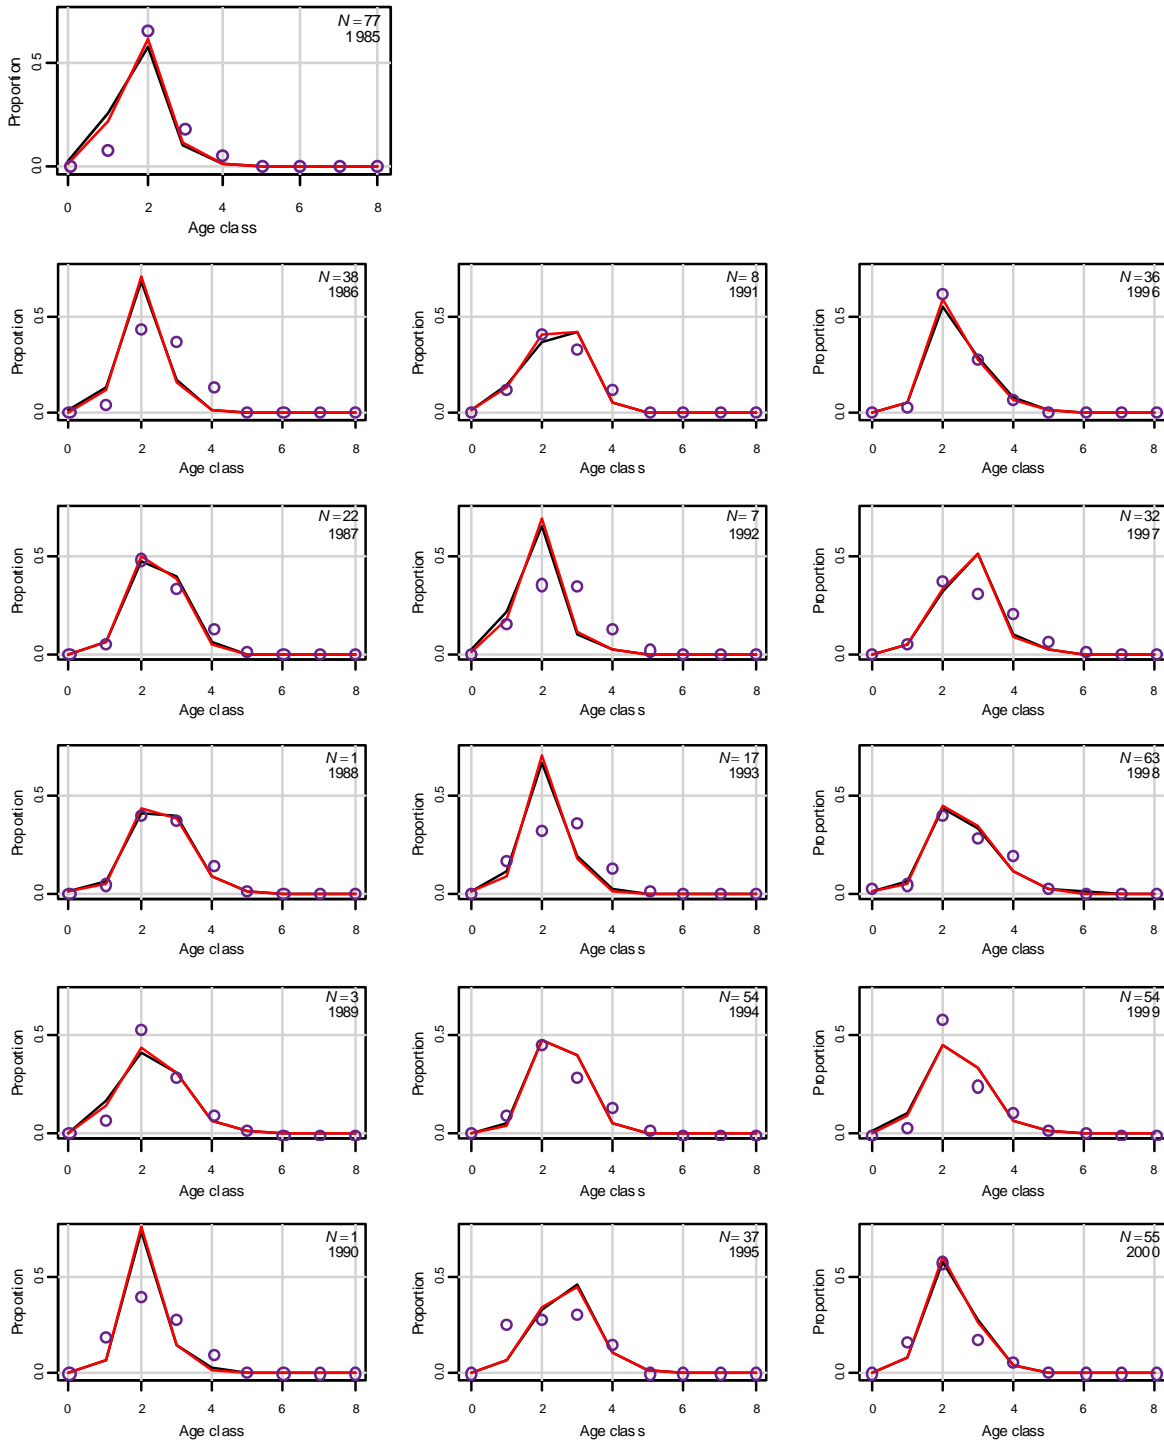 N=77
1985
Proportion
0.5
0.0
0 2 4 6 8
Age class
N=38
1986
Proportion
0.5
0.0
0 2 4 6 8
Age class
N=8
1991
Proportion
0.5
0.0
0 2 4 6 8
Age class
N=36
1996
Proportion
0.5
0.0
0 2 4 6 8
Age class
N=22
1987
Proportion
0.5
0.0
0 2 4 6 8
Age class
N=7
1992
Proportion
0.5
0.0
0 2 4 6 8
Age class
N=32
1997
Proportion
0.5
0.0
0 2 4 6 8
Age class
N=1
1988
Proportion
0.5
0.0
0 2 4 6 8
Age class
N=17
1993
Proportion
0.5
0.0
0 2 4 6 8
Age class
N=63
1998
Proportion
0.5
0.0
0 2 4 6 8
Age class
N=3
1989
Proportion
0.5
0.0
0 2 4 6 8
Age class
N=54
1994
Proportion
0.5
0.0
0 2 4 6 8
Age class
N=54
1999
Proportion
0.5
0.0
0 2 4 6 8
Age class
N=1
1990
Proportion
0.5
0.0
0 2 4 6 8
Age class
N=37
1995
Proportion
0.5
0.0
0 2 4 6 8
Age class
N=55
2000
Proportion
0.5
0.0
0 2 4 6 8
Age class